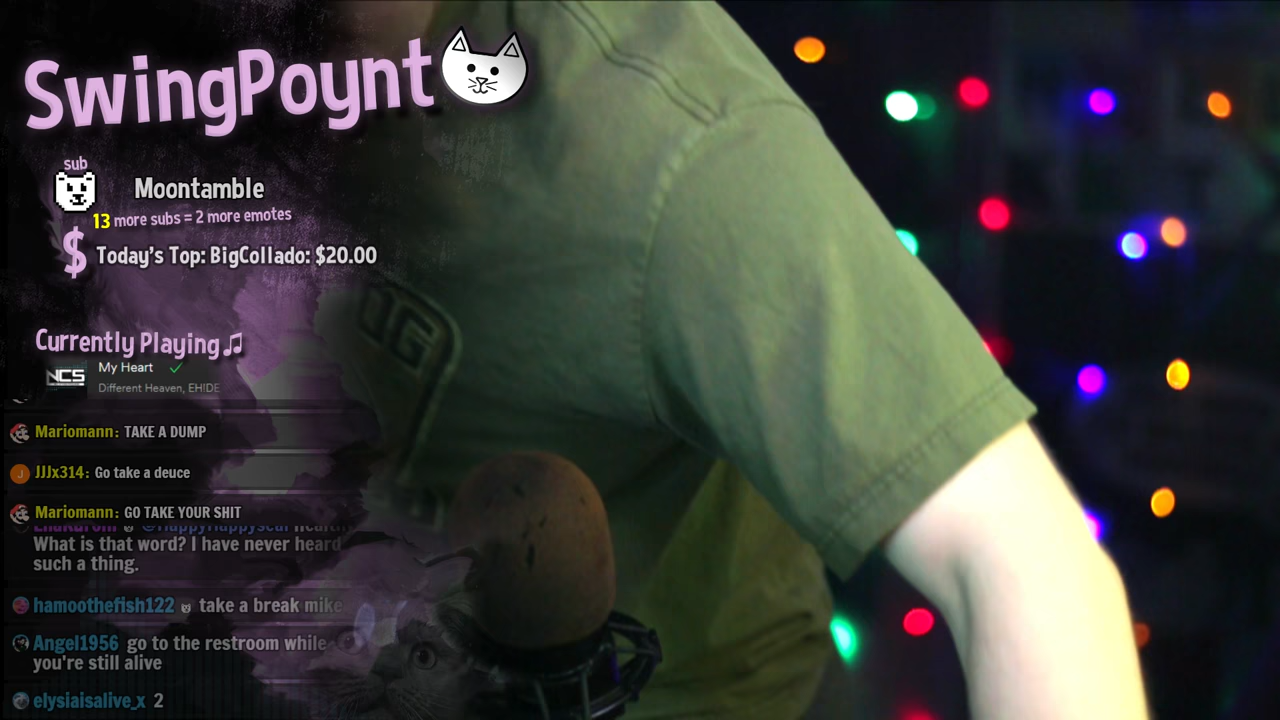 SwingPoynt
sub
Moontamble
13 more subs = 2 more emotes
$ Today's Top: BigCollado: $20.00
Currently Playing♫
NCS
My Heart ✓
Different Heaven, EHIDE
Mariomann: TAKE A DUMP
J JJJx314: Go take a deuce
Mariomann: GO TAKE YOUR SHIT
What is that word? I have never heard
such a thing.
hamoothefish122 take a break mike
Angel1956 go to the restroom while
you're still alive
elysiaisalive_x 2